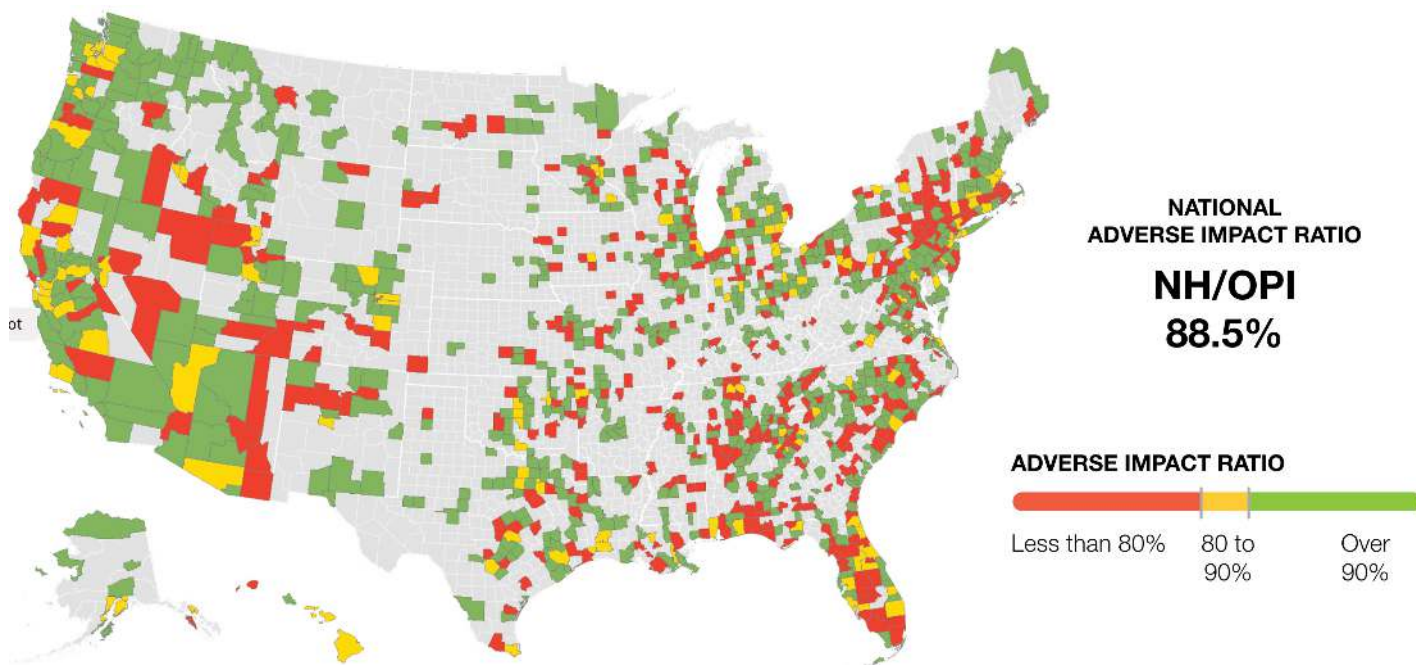 ot
NATIONAL
ADVERSE IMPACT RATIO
NH/OPI
88.5%
ADVERSE IMPACT RATIO
Less than 80%
80 to
90%
Over
90%